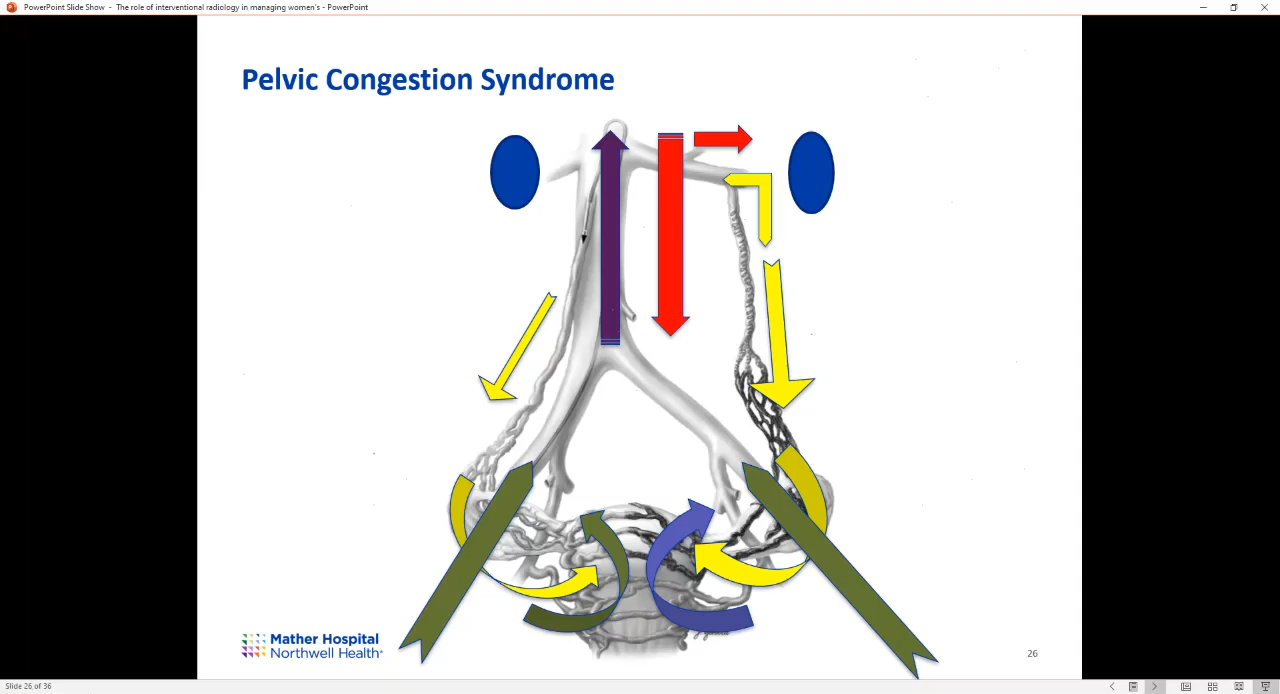 PowerPoint Slide Show - The role of interventional radiology in managing women's - PowerPoint
Pelvic Congestion Syndrome
Mather Hospital
Northwell Health®
26
Slide 26 of 36